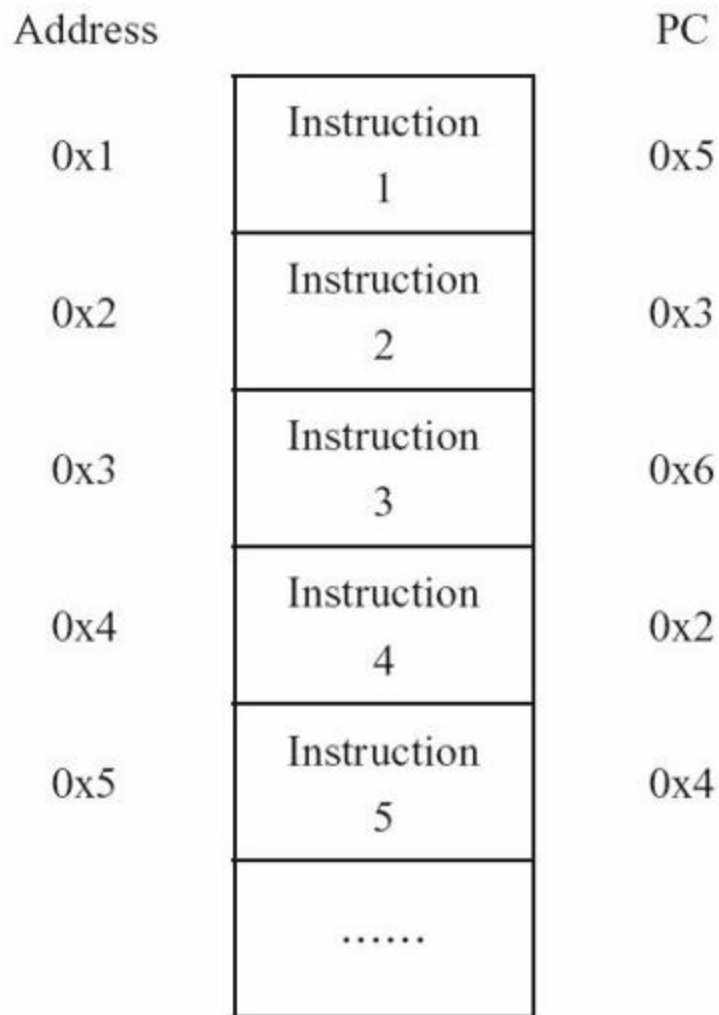 Address PC
0x1 Instruction 1 0x5
0x2 Instruction 2 0x3
0x3 Instruction 3 0x6
0x4 Instruction 4 0x2
0x5 Instruction 5 0x4
......